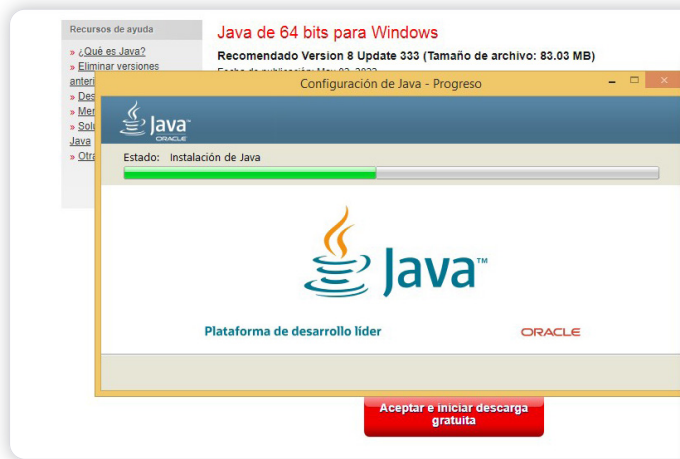 Recursos de ayuda
» ¿Qué es Java?
» Eliminar versiones
anteri
» Des
» Mer
» Solu
Java
» Otra
Java de 64 bits para Windows
Recomendado Version 8 Update 333 (Tamaño de archivo: 83.03 MB)
Configuración de Java - Progreso
Java™
ORACLE
Estado: Instalación de Java
Java™
Plataforma de desarrollo líder
ORACLE
Aceptar e iniciar descarga
gratuita